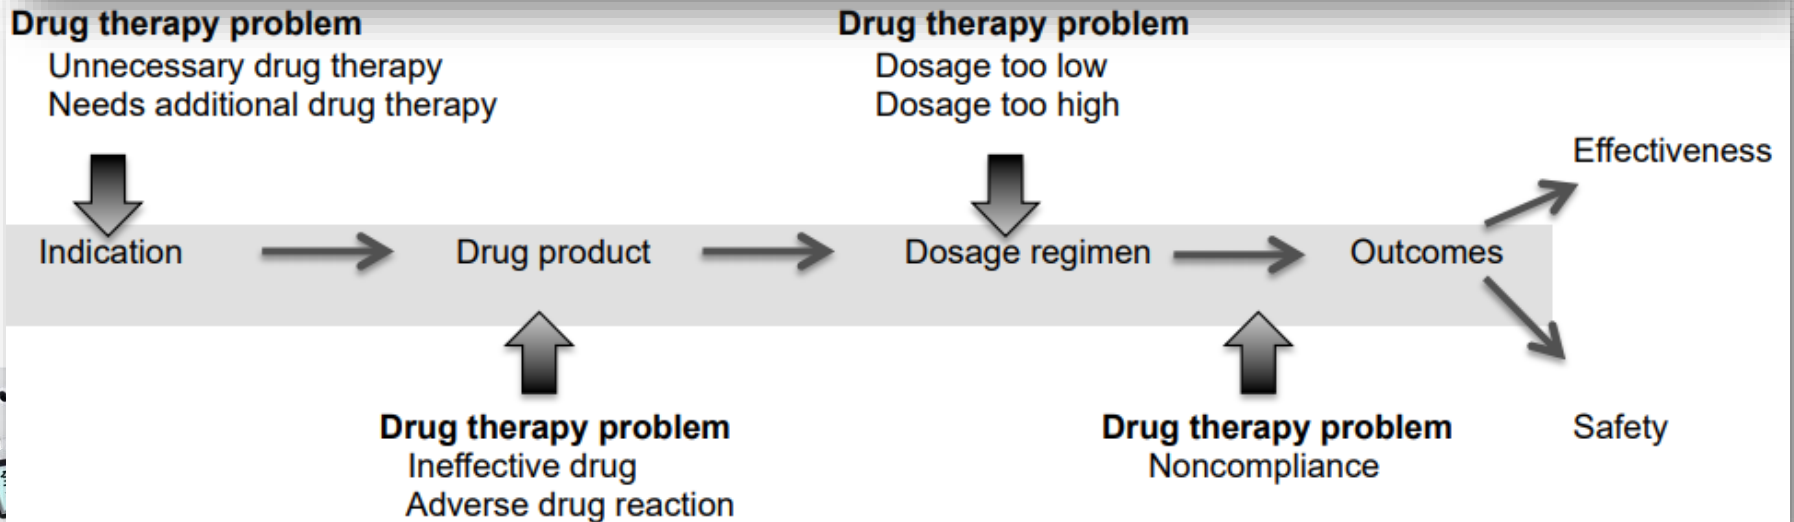 Drug therapy problem
Unnecessary drug therapy
Needs additional drug therapy
Drug therapy problem
Dosage too low
Dosage too high
Effectiveness
Indication
Drug product
Dosage regimen
Outcomes
Drug therapy problem
Ineffective drug
Adverse drug reaction
Drug therapy problem
Noncompliance
Safety